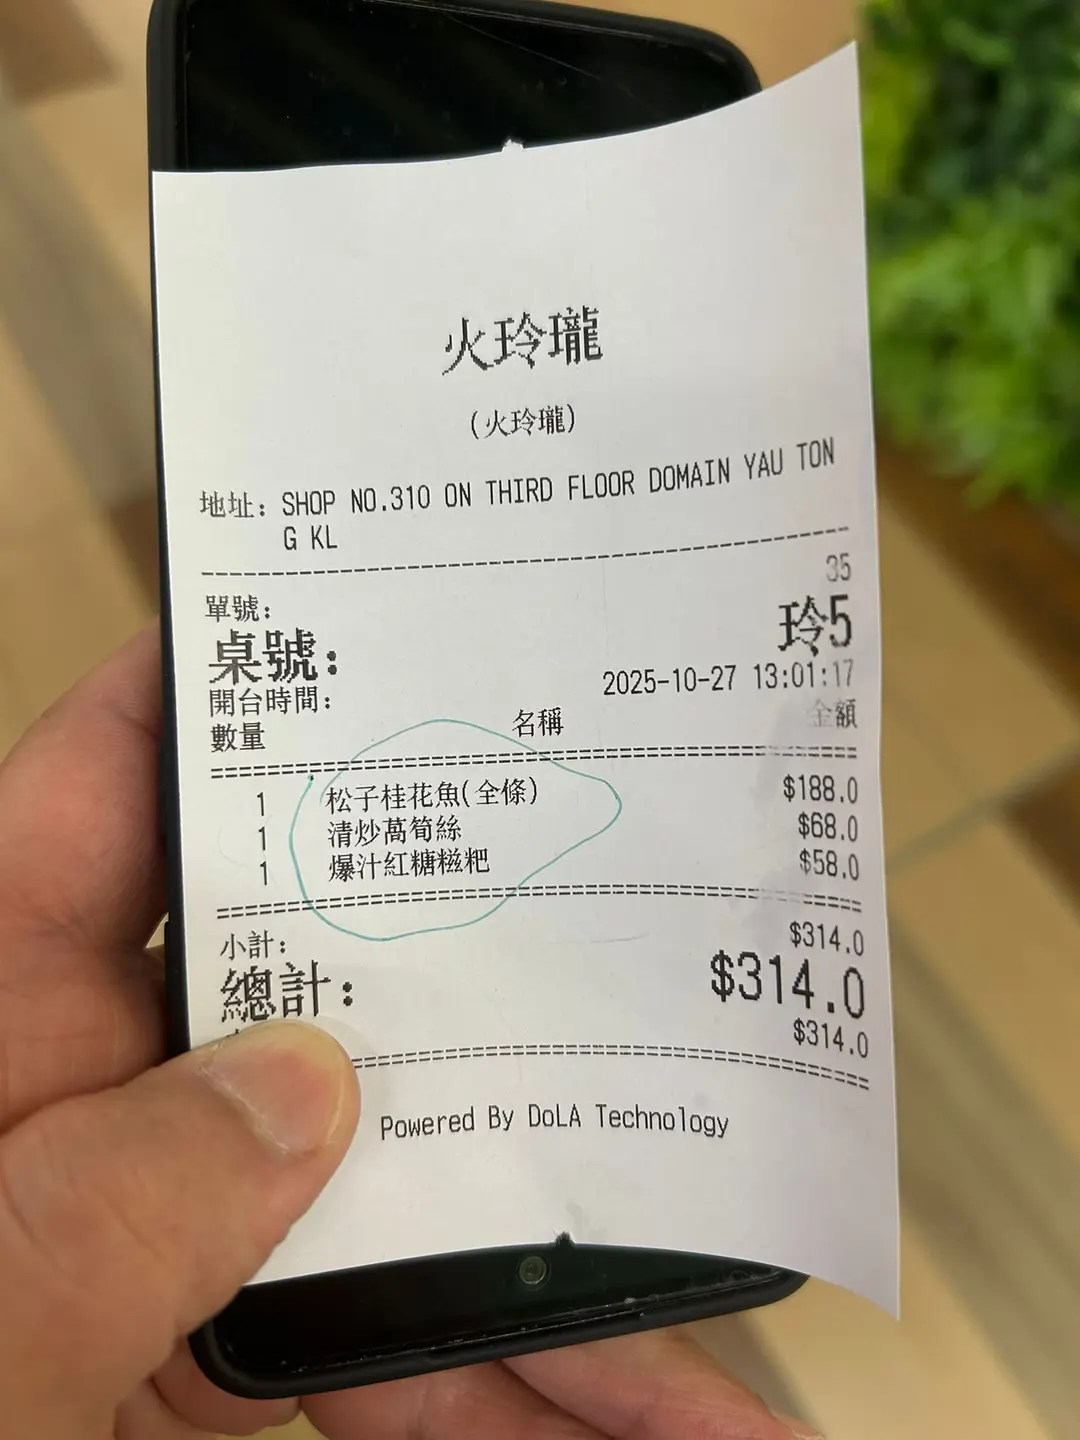 火玲瓏
(火玲瓏)
地址: SHOP NO.310 ON THIRD FLOOR DOMAIN YAU TON
G KL
單號: 35
桌號: 玲5
開台時間: 2025-10-27 13:01:17
數量 名稱 金額
1 松子桂花魚(全條) $188.0
1 清炒萵筍絲 $68.0
1 爆汁紅糖糍粑 $58.0
小計: $314.0
總計: $314.0
$314.0
Powered By DoLA Technology